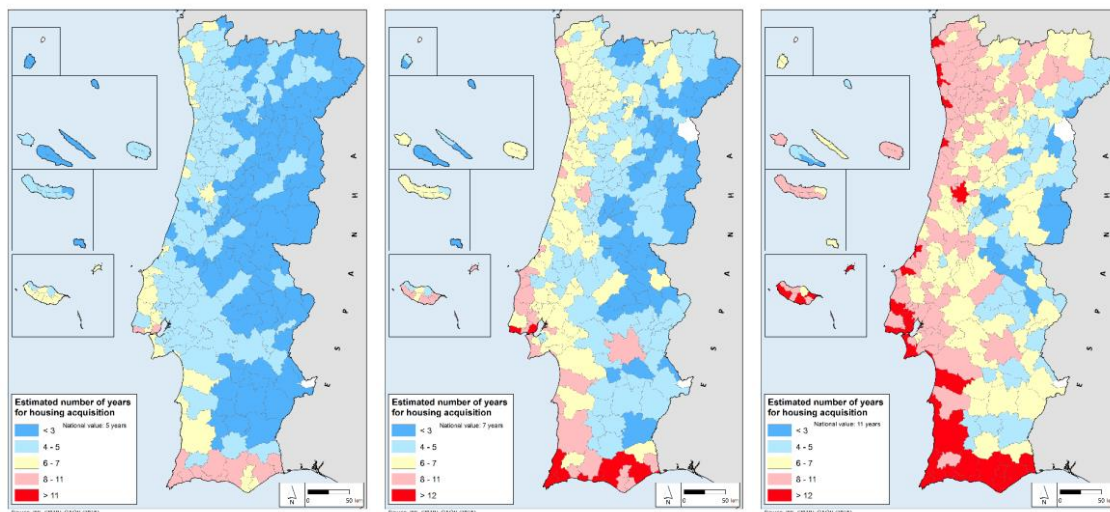 E S P A N H A
Estimated number of years
for housing acquisition
National value: 5 years
< 3
4 - 5
6 - 7
8 - 11
> 11
N
0 50 km
E S P A N H A
Estimated number of years
for housing acquisition
National value: 7 years
< 3
4 - 5
6 - 7
8 - 11
> 12
N
0 50 km
E S P A N H A
Estimated number of years
for housing acquisition
National value: 11 years
< 3
4 - 5
6 - 7
8 - 11
> 12
N
0 50 km